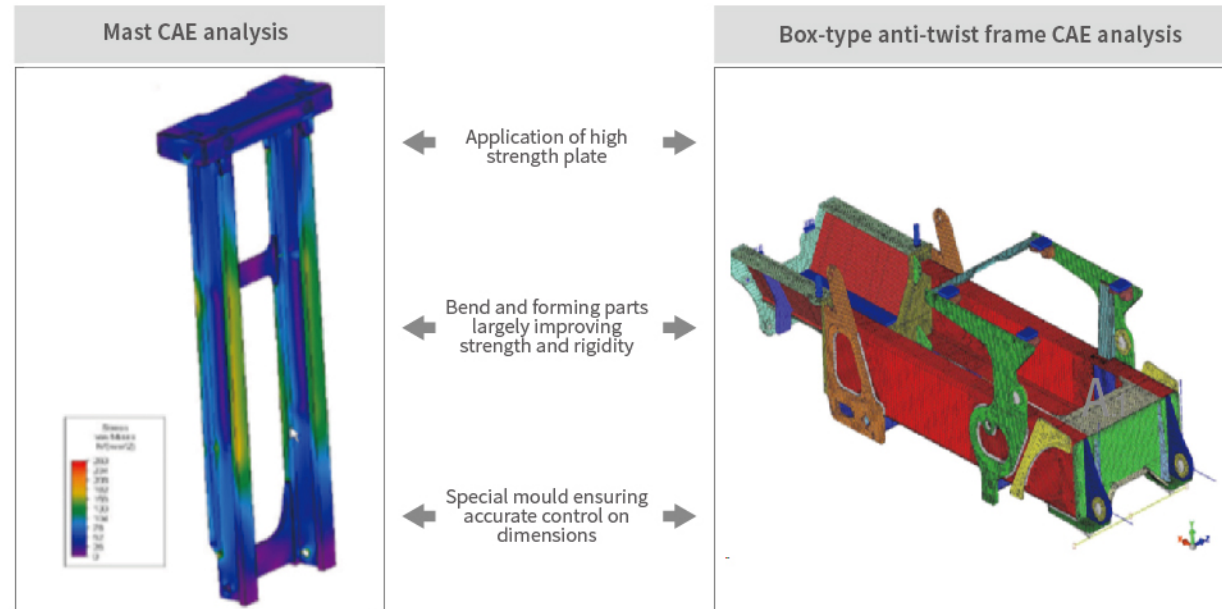 Mast CAE analysis
Box-type anti-twist frame CAE analysis
Application of high
strength plate
Bend and forming parts
largely improving
strength and rigidity
Special mould ensuring
accurate control on
dimensions